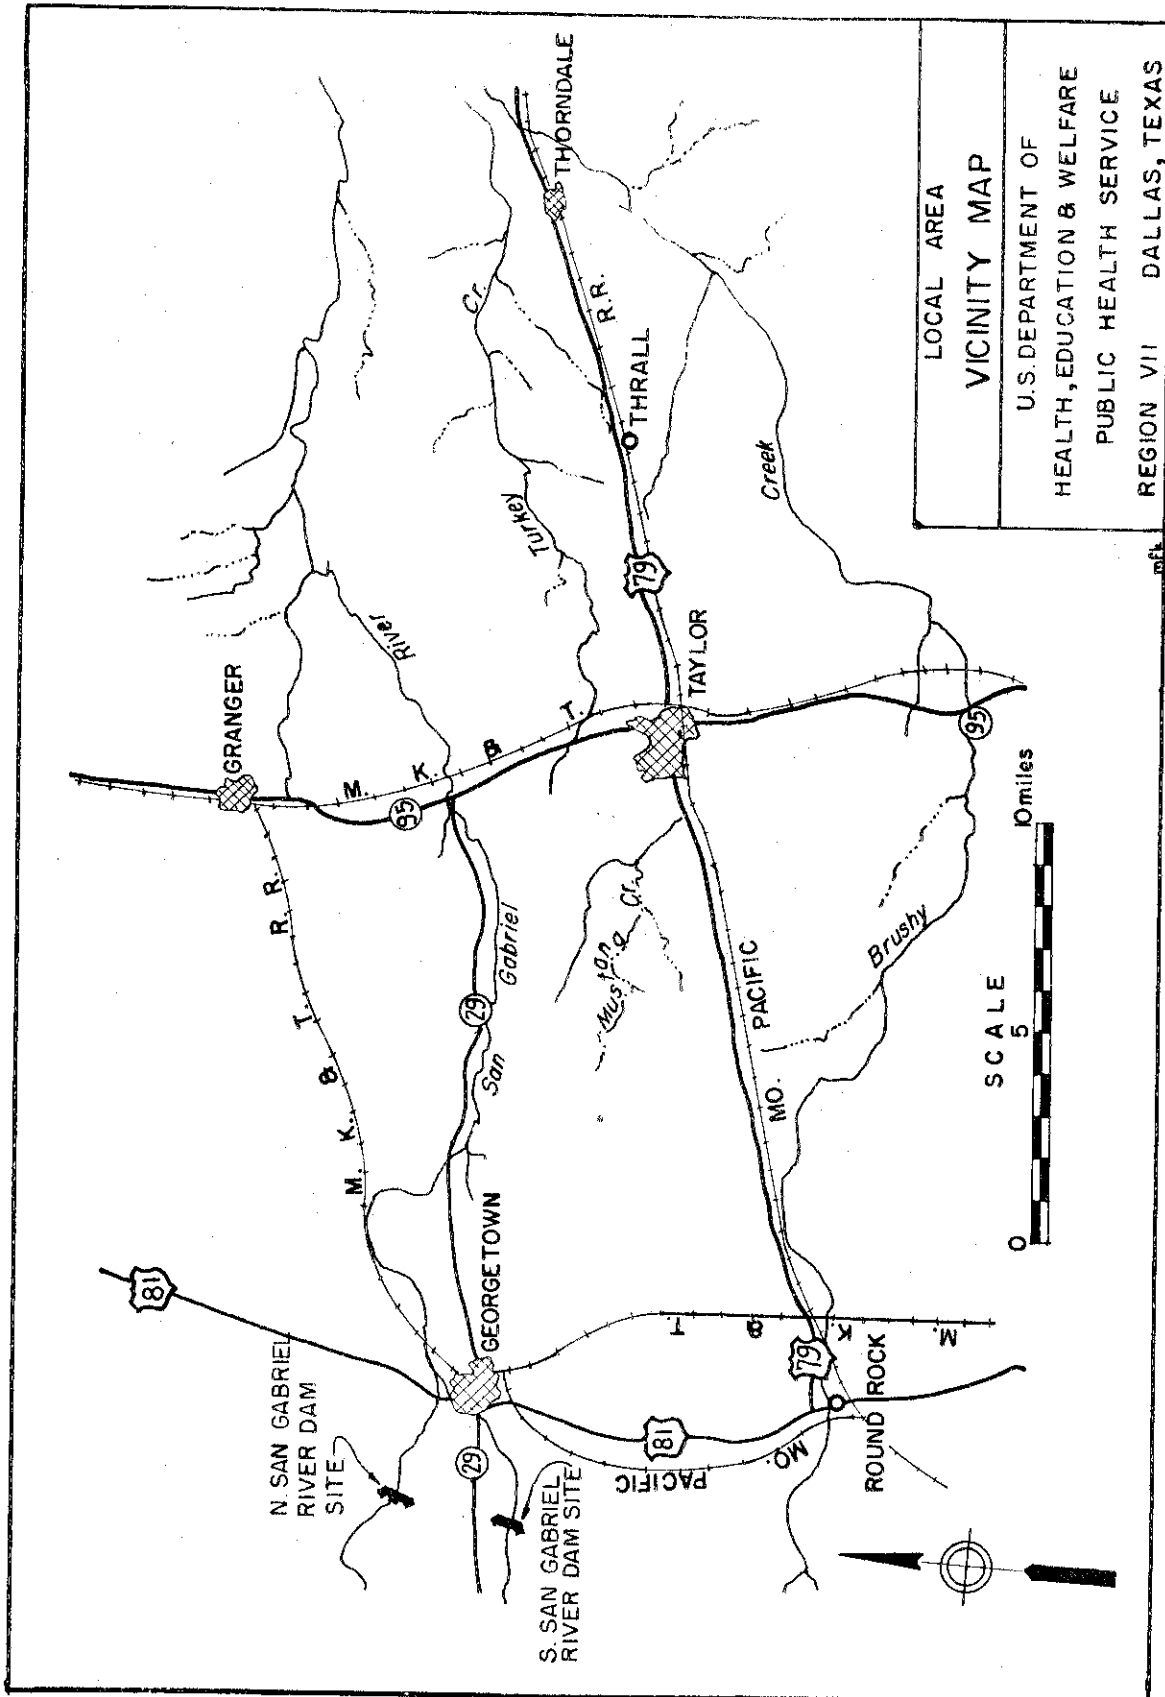 N. SAN GABRIEL
RIVER DAM
SITE
81
M. K. & T. R. R.
GRANGER
95
M. K. & T.
River
29
GEORGETOWN
San
Gabriel
29
S. SAN GABRIEL
RIVER DAM SITE
Turkey
Cr.
THORNDALE
Mustang
Cr.
TAYLOR
79
THRALL
R.R.
81
PACIFIC
MO.
T.
&
K.
M.
79
ROUND ROCK
MO.
PACIFIC
Brushy
Creek
95
SCALE
0
5
10 miles
LOCAL AREA
VICINITY MAP
U.S. DEPARTMENT OF
HEALTH, EDUCATION & WELFARE
PUBLIC HEALTH SERVICE
REGION VII DALLAS, TEXAS
mfk